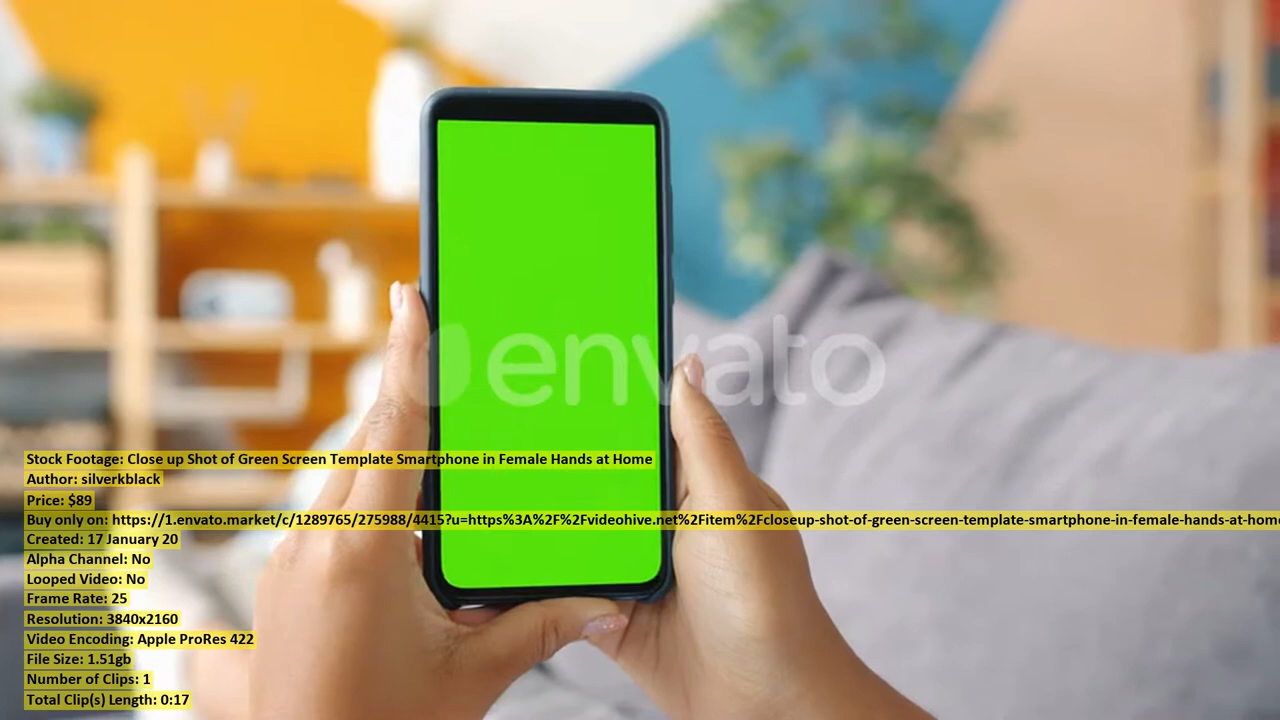 envato
Stock Footage: Close up Shot of Green Screen Template Smartphone in Female Hands at Home
Author: silverkblack
Price: $89
Buy only on: https://1.envato.market/c/1289765/275988/4415?u=https%3A%2F%2Fvideohive.net%2Fitem%2Fcloseup-shot-of-green-screen-template-smartphone-in-female-hands-at-home
Created: 17 January 20
Alpha Channel: No
Looped Video: No
Frame Rate: 25
Resolution: 3840x2160
Video Encoding: Apple ProRes 422
File Size: 1.51gb
Number of Clips: 1
Total Clip(s) Length: 0:17